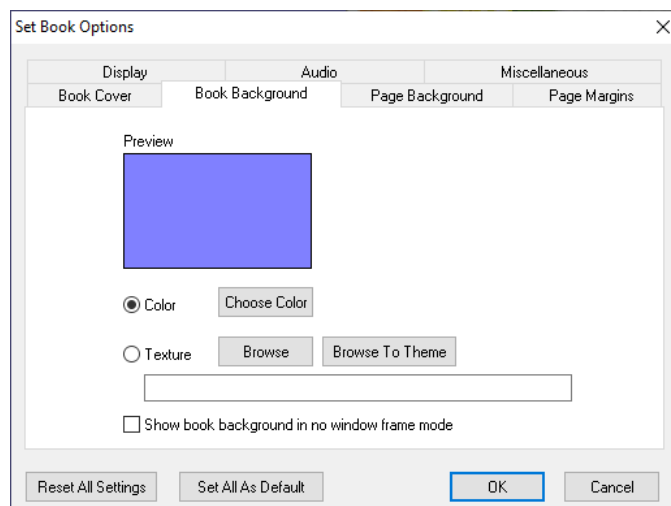 Set Book Options
Display Audio Miscellaneous
Book Cover Book Background Page Background Page Margins
Preview
Color Choose Color
Texture Browse Browse To Theme
Show book background in no window frame mode
Reset All Settings Set All As Default OK Cancel